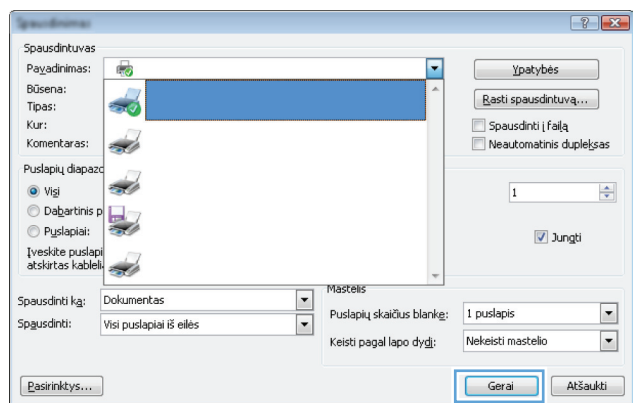 Spausdinimas
Spausdintuvas
Pavadinimas:
Ypatybės
Būsena:
Rasti spausdintuvą...
Tipas:
Kur:
Spausdinti į failą
Komentaras:
Neautomatinis dupleksas
Puslapių diapazo
Visi
1
Dabartinis p
Puslapiai:
Jungti
Įveskite puslapi
atskirtas kableli
Mastelis
Spausdinti ką: Dokumentas
Puslapių skaičius blanke: 1 puslapis
Spausdinti: Visi puslapiai iš eilės
Keisti pagal lapo dydį: Nekeisti mastelio
Pasirinktys...
Gerai
Atšaukti